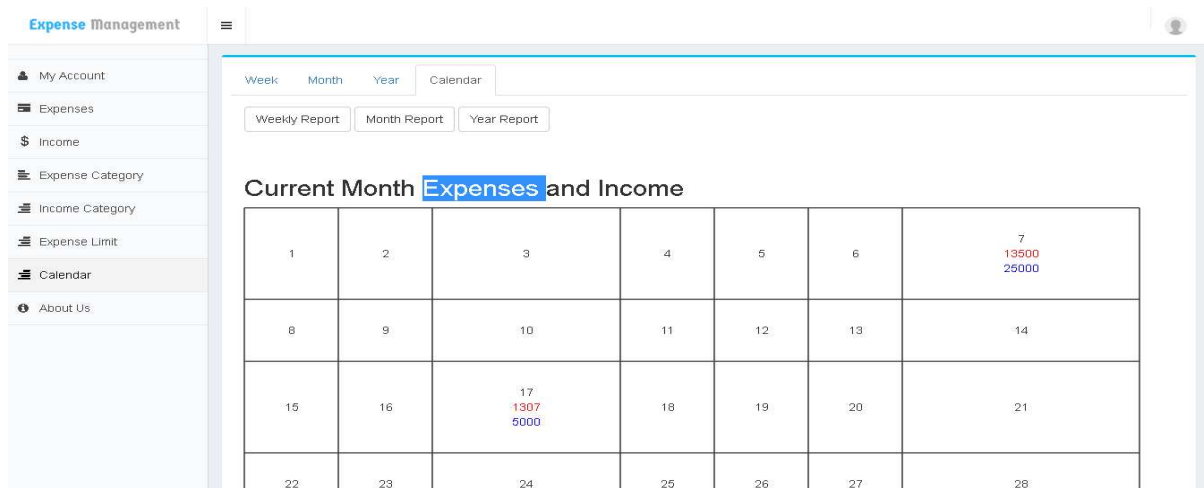 Expense Management
My Account
Expenses
$ Income
Expense Category
Income Category
Expense Limit
Calendar
About Us
Week Month Year Calendar
Weekly Report Month Report Year Report
Current Month Expenses and Income
1 2 3 4 5 6 7
13500
25000
8 9 10 11 12 13 14
15 16 17 18 19 20 21
1307
5000
22 23 24 25 26 27 28